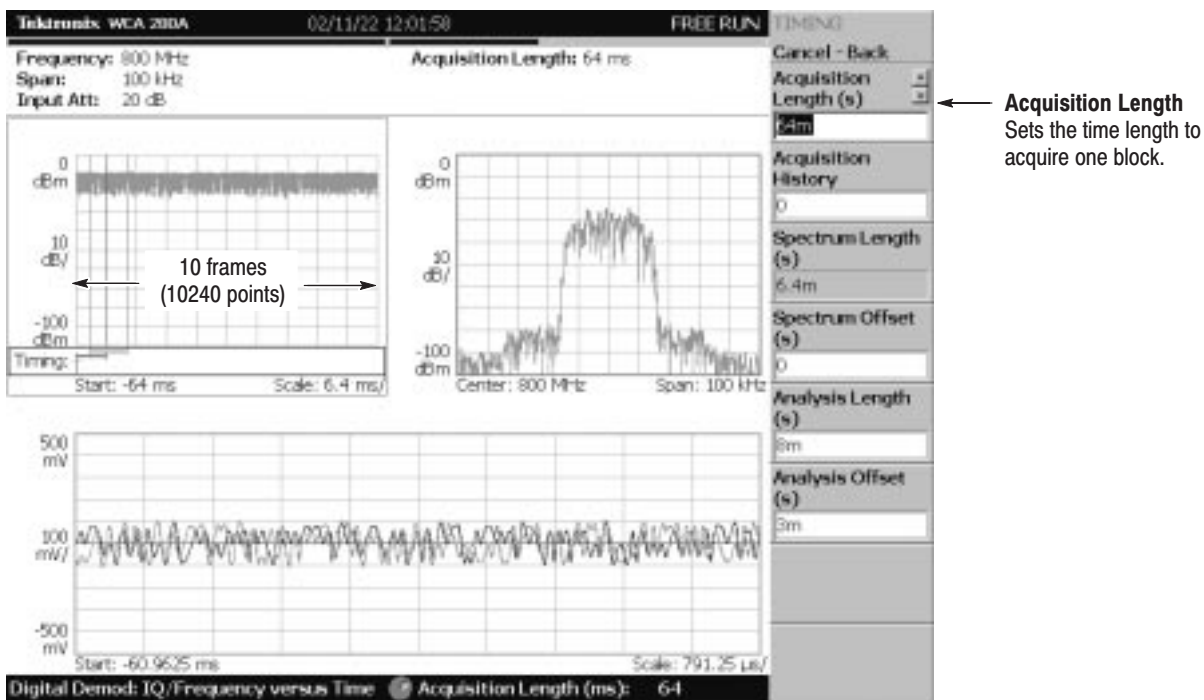 Tektronix WCA 200A 02/11/22 12:01:58 FREE RUN
Frequency: 800 MHz
Span: 100 kHz
Input Att: 20 dB
Acquisition Length: 64 ms
0
dBm
10
dB/
-100
dBm
10 frames
(10240 points)
Timing:
Start: -64 ms Scale: 6.4 ms/
0
dBm
10
dB/
-100
dBm
Center: 800 MHz Span: 100 kHz
500
mV
100
mV/
-500
mV
Start: -60.9625 ms Scale: 791.25 µs/
Digital Demod: IQ/Frequency versus Time Acquisition Length (ms): 64
TIMING
Cancel - Back
Acquisition
Length (s)
64m
Acquisition
History
0
Spectrum Length
(s)
6.4m
Spectrum Offset
(s)
0
Analysis Length
(s)
8m
Analysis Offset
(s)
3m
Acquisition Length
Sets the time length to
acquire one block.